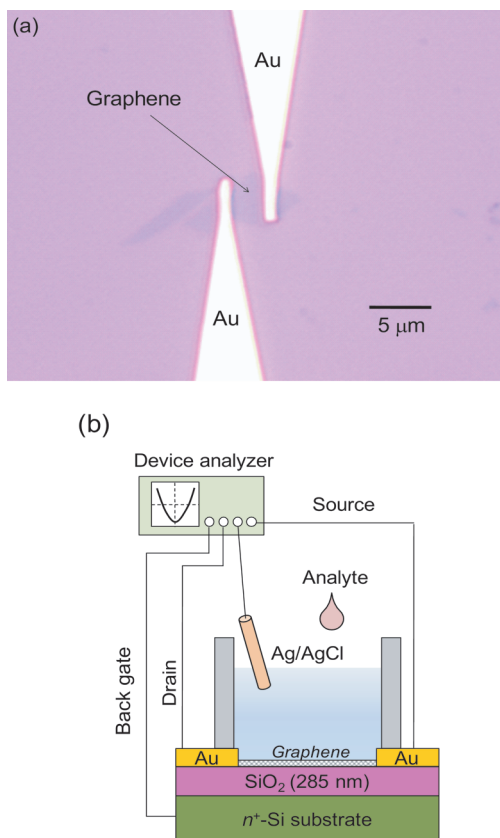 (a)
Au
Graphene
Au
5 μm
(b)
Device analyzer
Source
Analyte
Ag/AgCl
Back gate
Drain
Au
Graphene
Au
SiO₂ (285 nm)
n⁺-Si substrate